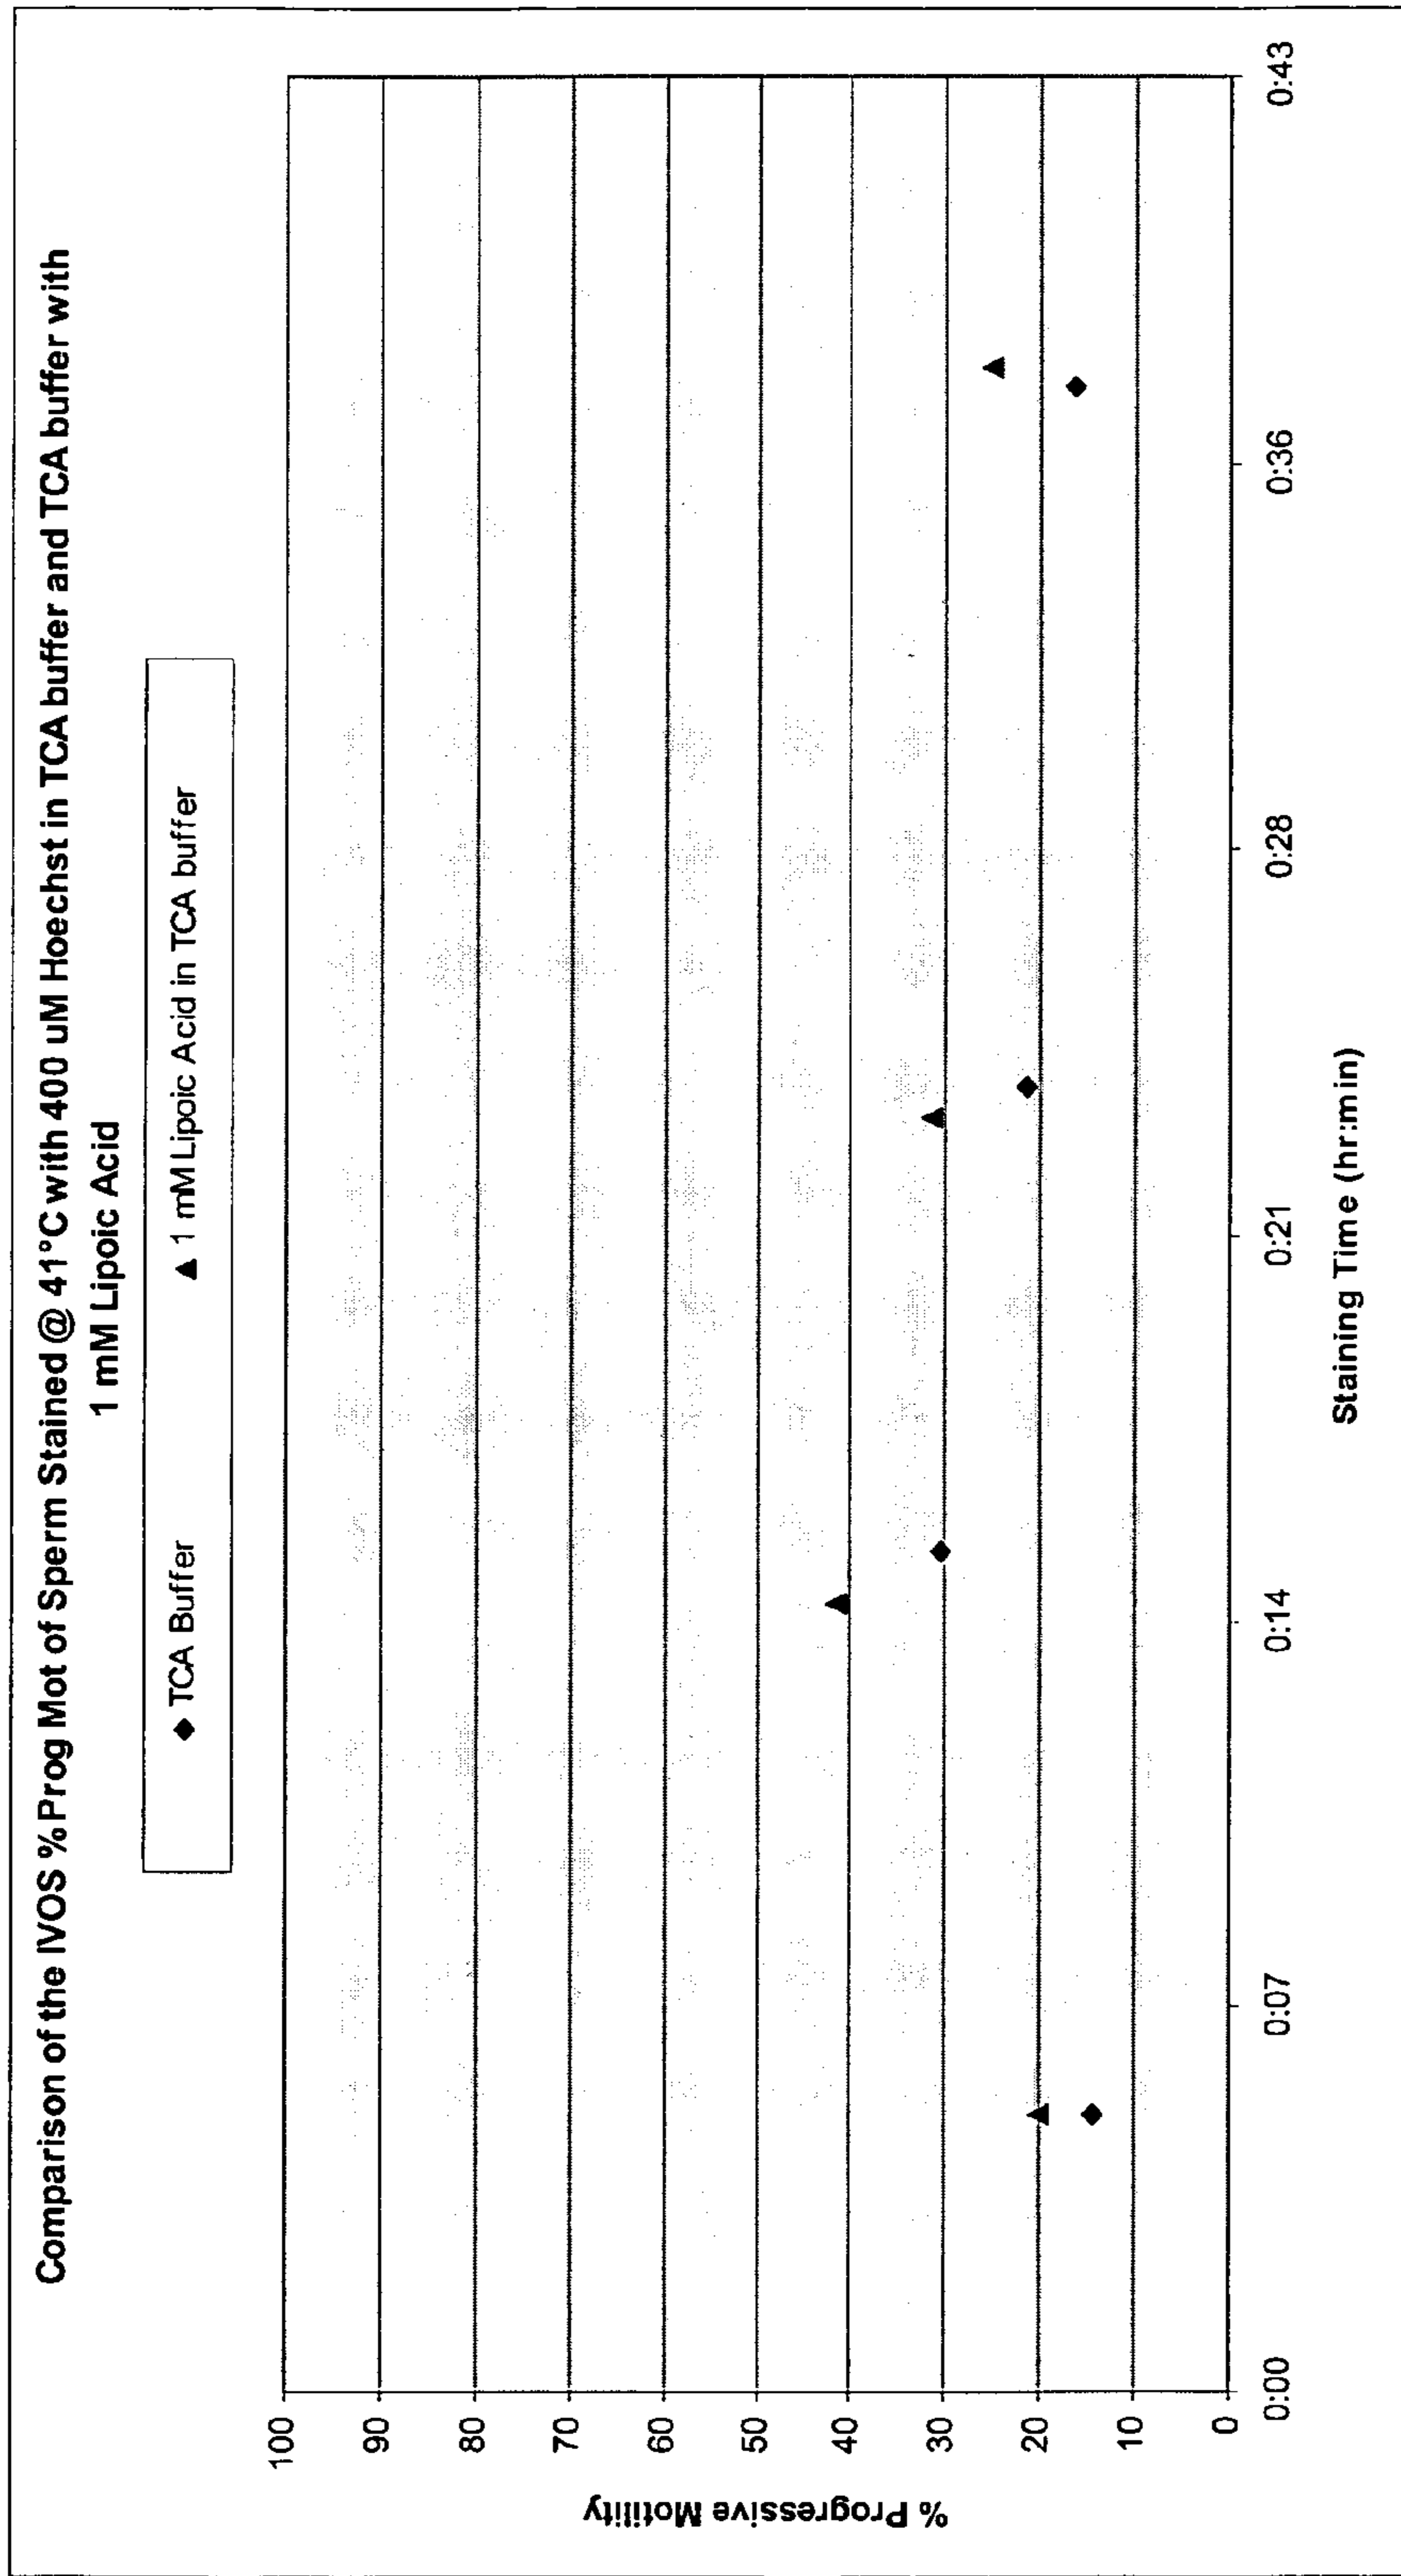 Comparison of the IVOS % Prog Mot of Sperm Stained @ 41°C with 400 uM Hoechst in TCA buffer and TCA buffer with
1 mM Lipoic Acid
◆ TCA Buffer ▲ 1 mM Lipoic Acid in TCA buffer
% Progressive Motility
100
90
80
70
60
50
40
30
20
10
0
0:00 0:07 0:14 0:21 0:28 0:36 0:43
Staining Time (hr:min)